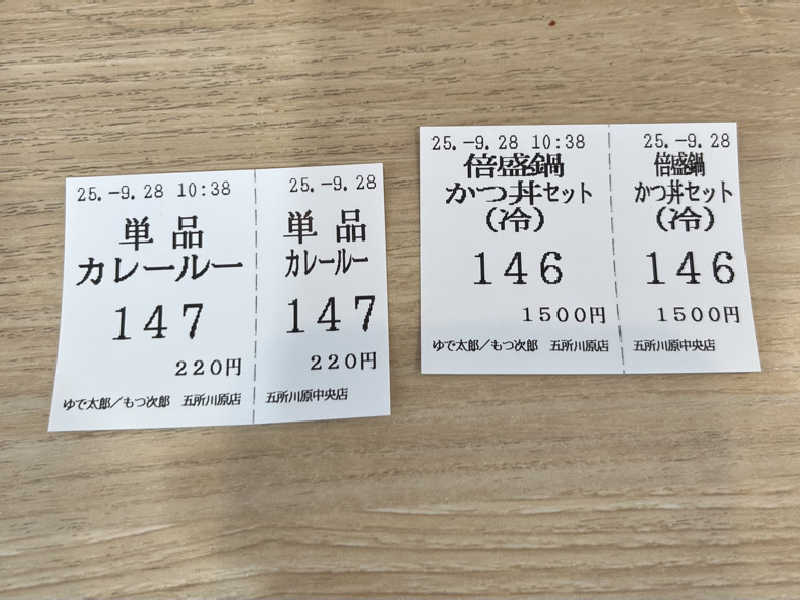 25.-9.28 10:38
単品
カレールー
147
220円
ゆで太郎／もつ次郎 五所川原店
25.-9.28
単品
カレールー
147
220円
五所川原中央店
25.-9.28 10:38
倍盛鍋
かつ丼セット
(冷)
146
1500円
ゆで太郎／もつ次郎 五所川原店
25.-9.28
倍盛鍋
かつ丼セット
(冷)
146
1500円
五所川原中央店